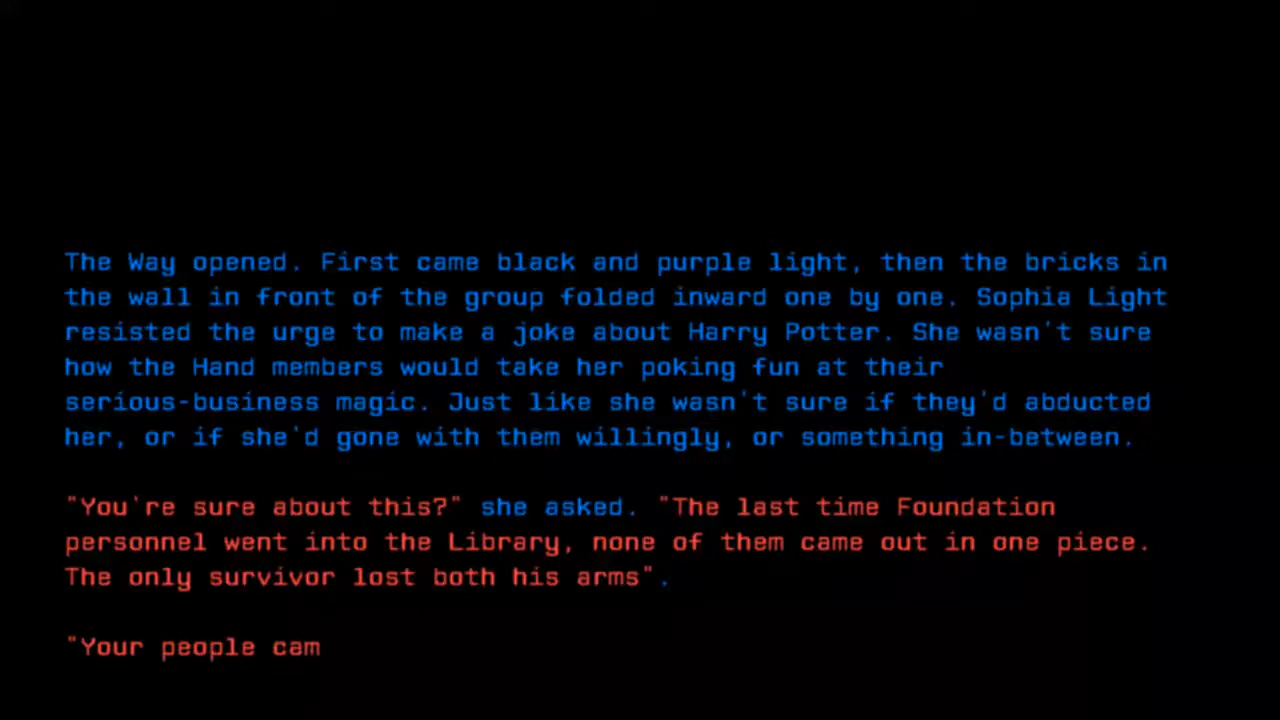 The Way opened. First came black and purple light, then the bricks in
the wall in front of the group folded inward one by one. Sophia Light
resisted the urge to make a joke about Harry Potter. She wasn't sure
how the Hand members would take her poking fun at their
serious-business magic. Just like she wasn't sure if they'd abducted
her, or if she'd gone with them willingly, or something in-between.
"You're sure about this?" she asked. "The last time Foundation
personnel went into the Library, none of them came out in one piece.
The only survivor lost both his arms".
"Your people cam